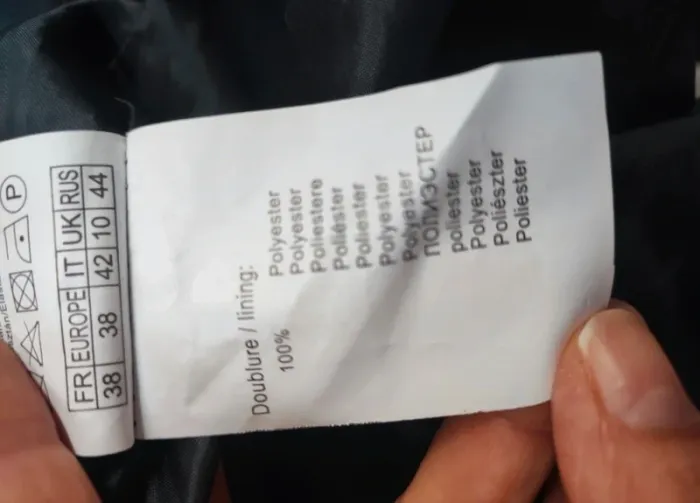 P
FR EUROPE IT UK RUS
38 38 42 10 44
Doublure / lining:
100% Polyester
Polyester
Poliestere
Poliéster
Poliester
Polyester
Polyester
ПОЛИЭСТЕР
poliester
Polyester
Poliészter
Poliester